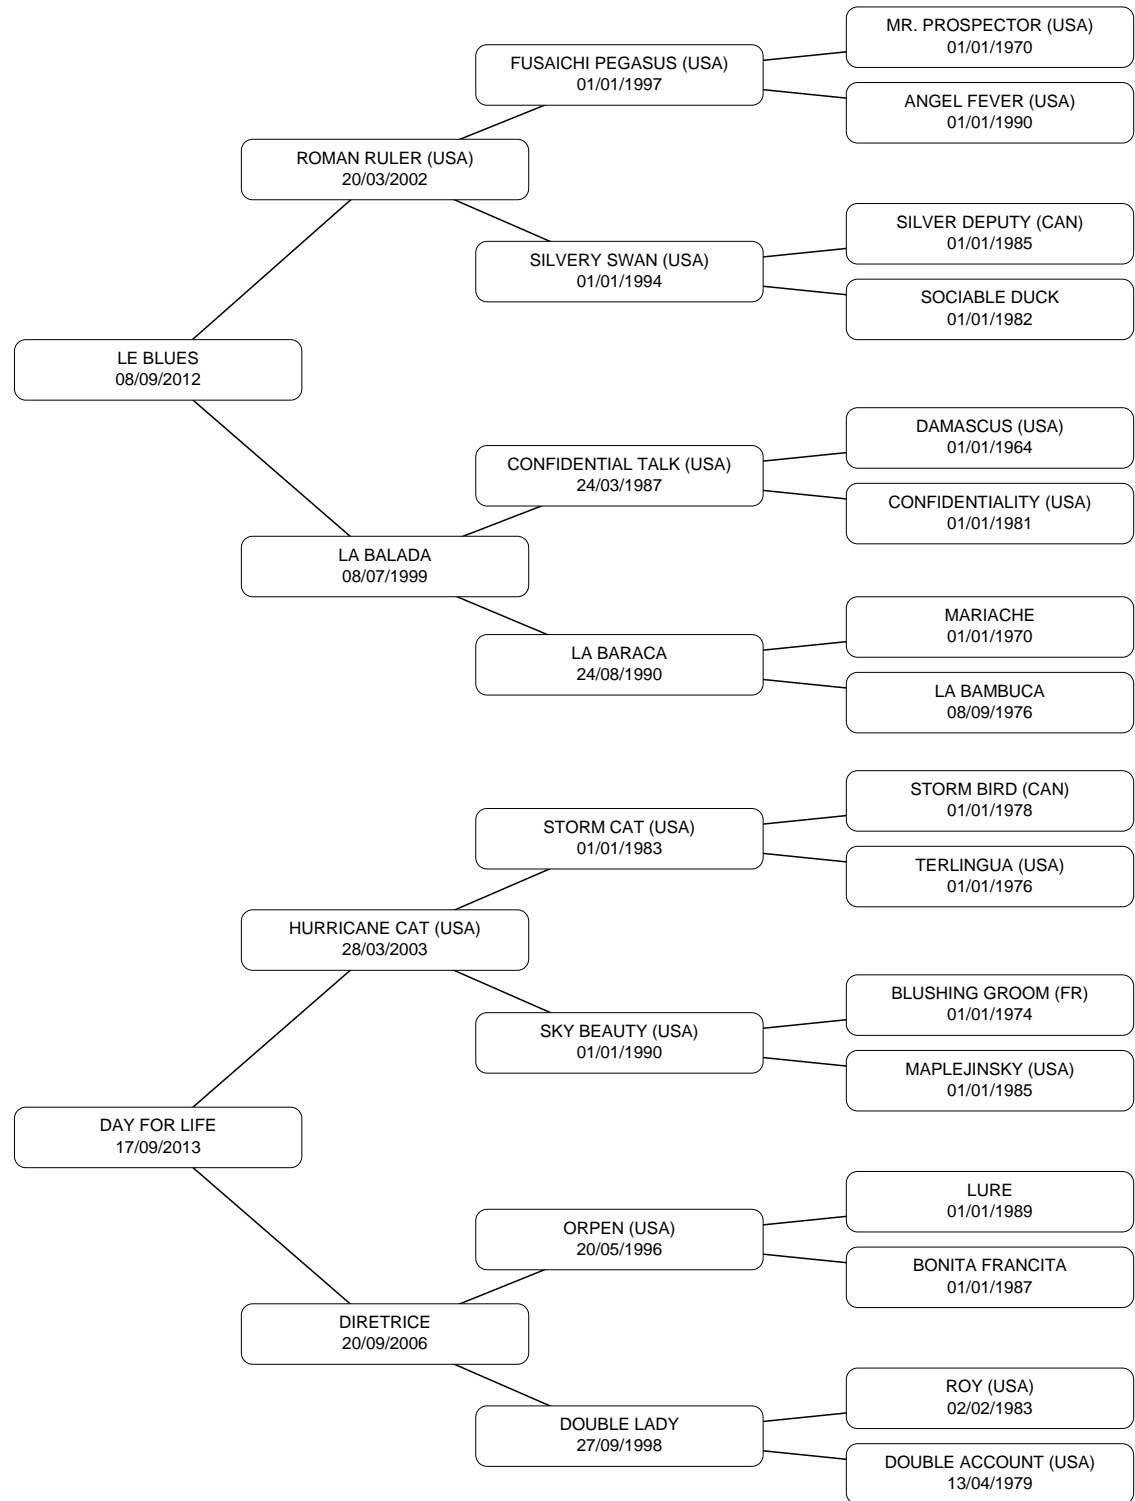 MR. PROSPECTOR (USA)
01/01/1970
FUSAICHI PEGASUS (USA)
01/01/1997
ANGEL FEVER (USA)
01/01/1990
ROMAN RULER (USA)
20/03/2002
SILVER DEPUTY (CAN)
01/01/1985
SILVERY SWAN (USA)
01/01/1994
SOCIABLE DUCK
01/01/1982
LE BLUES
08/09/2012
DAMASCUS (USA)
01/01/1964
CONFIDENTIAL TALK (USA)
24/03/1987
CONFIDENTIALITY (USA)
01/01/1981
LA BALADA
08/07/1999
MARIACHE
01/01/1970
LA BARACA
24/08/1990
LA BAMBUCA
08/09/1976
STORM BIRD (CAN)
01/01/1978
STORM CAT (USA)
01/01/1983
TERLINGUA (USA)
01/01/1976
HURRICANE CAT (USA)
28/03/2003
BLUSHING GROOM (FR)
01/01/1974
SKY BEAUTY (USA)
01/01/1990
MAPLEJINSKY (USA)
01/01/1985
DAY FOR LIFE
17/09/2013
LURE
01/01/1989
ORPEN (USA)
20/05/1996
BONITA FRANCITA
01/01/1987
DIRETRICE
20/09/2006
ROY (USA)
02/02/1983
DOUBLE LADY
27/09/1998
DOUBLE ACCOUNT (USA)
13/04/1979